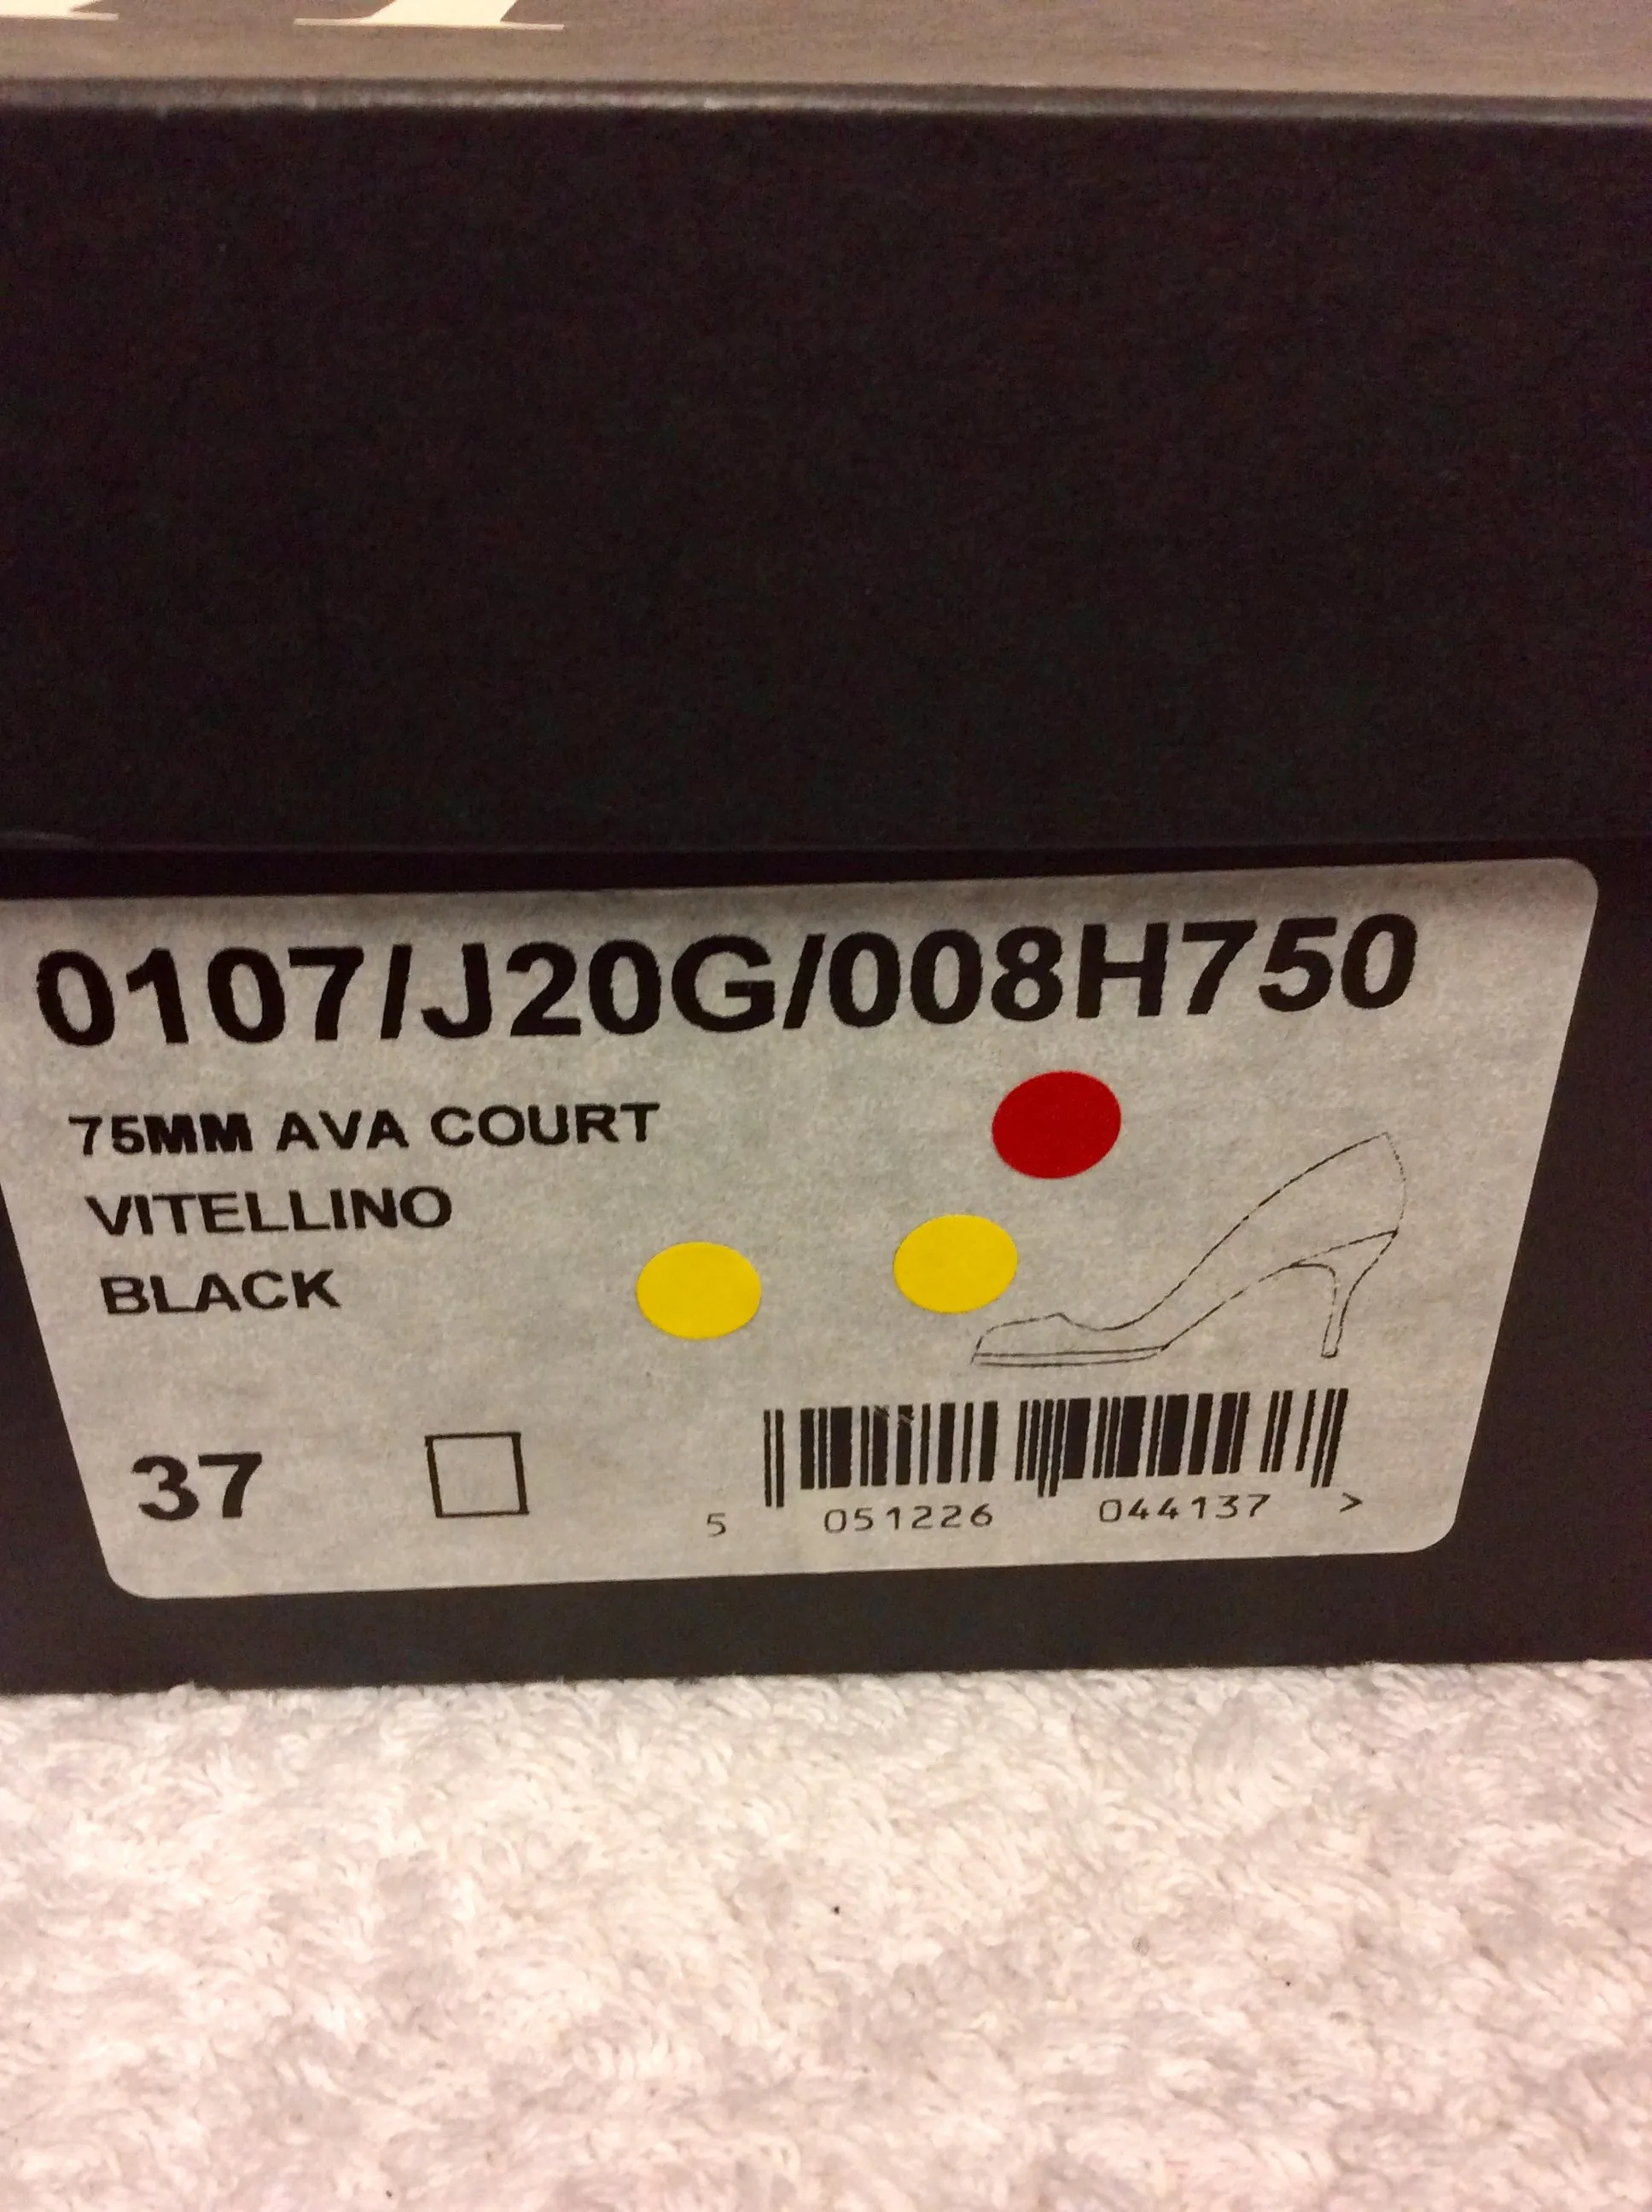 0107/J20G/008H750
75MM AVA COURT
VITELLINO
BLACK
37
5 051226 044137 >